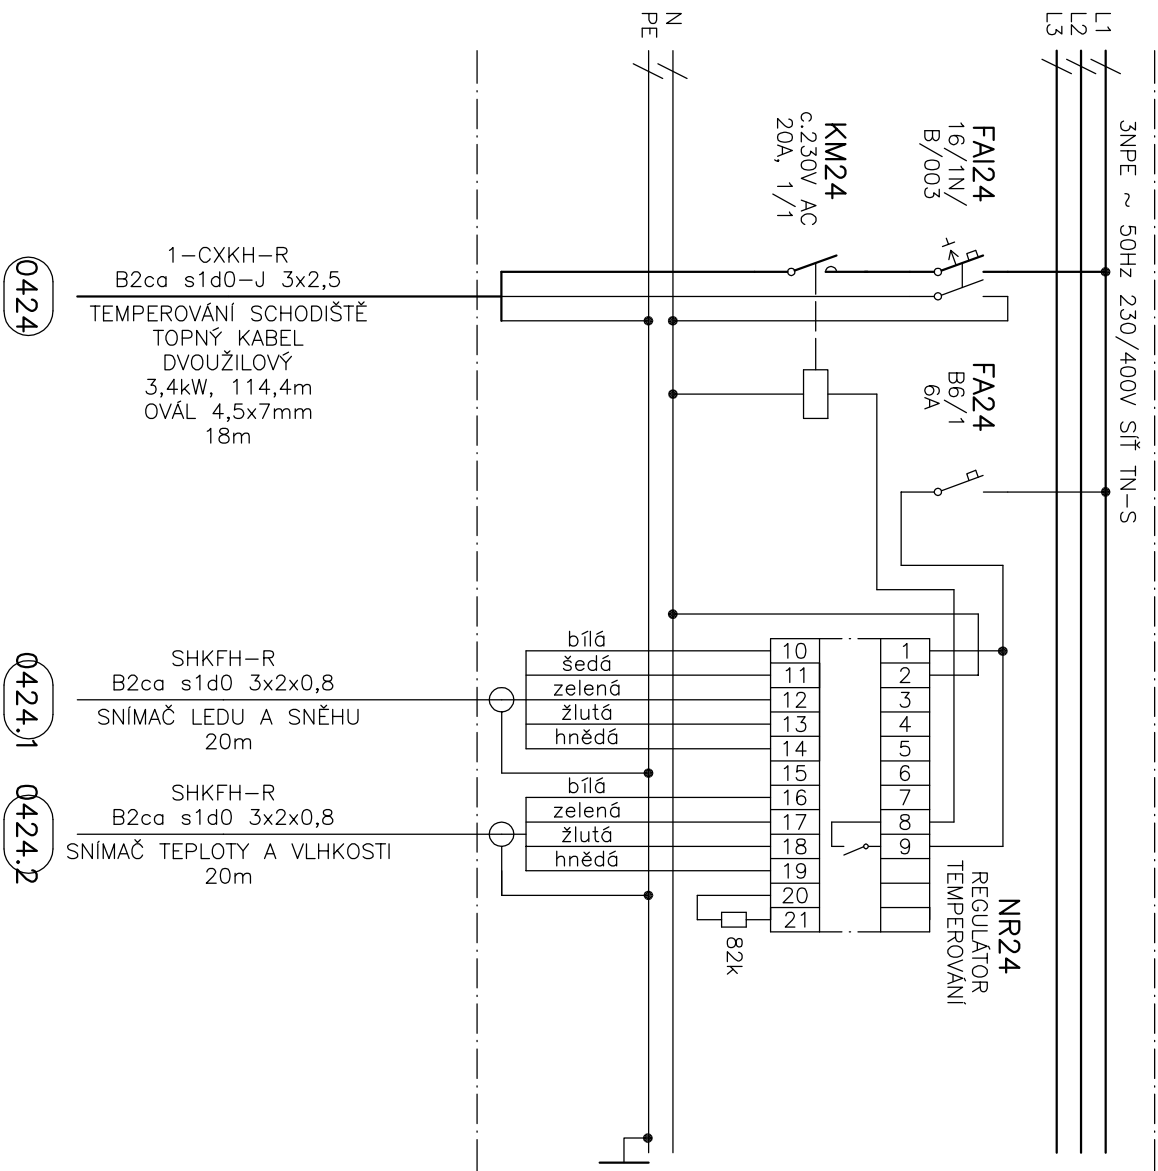 L1
L2
L3
N
PE
3NPE ~ 50Hz 230/400V SÍŤ TN-S
FAI24
16/1N/
B/003
KM24
c.230V AC
20A, 1/1
FA24
B6/1
6A
0424
1-CXKH-R
B2ca s1d0-J 3x2,5
TEMPEROVÁNÍ SCHODIŠTĚ
TOPNÝ KABEL
DVOUŽILOVÝ
3,4kW, 114,4m
OVÁL 4,5x7mm
18m
0424.1
SHKFH-R
B2ca s1d0 3x2x0,8
SNÍMAČ LEDU A SNĚHU
20m
0424.2
SHKFH-R
B2ca s1d0 3x2x0,8
SNÍMAČ TEPLOTY A VLHKOSTI
20m
bílá
šedá
zelená
žlutá
hnědá
bílá
zelená
žlutá
hnědá
10
11
12
13
14
15
16
17
18
19
20
21
1
2
3
4
5
6
7
8
9
82k
NR24
REGULÁTOR
TEMPEROVÁNÍ